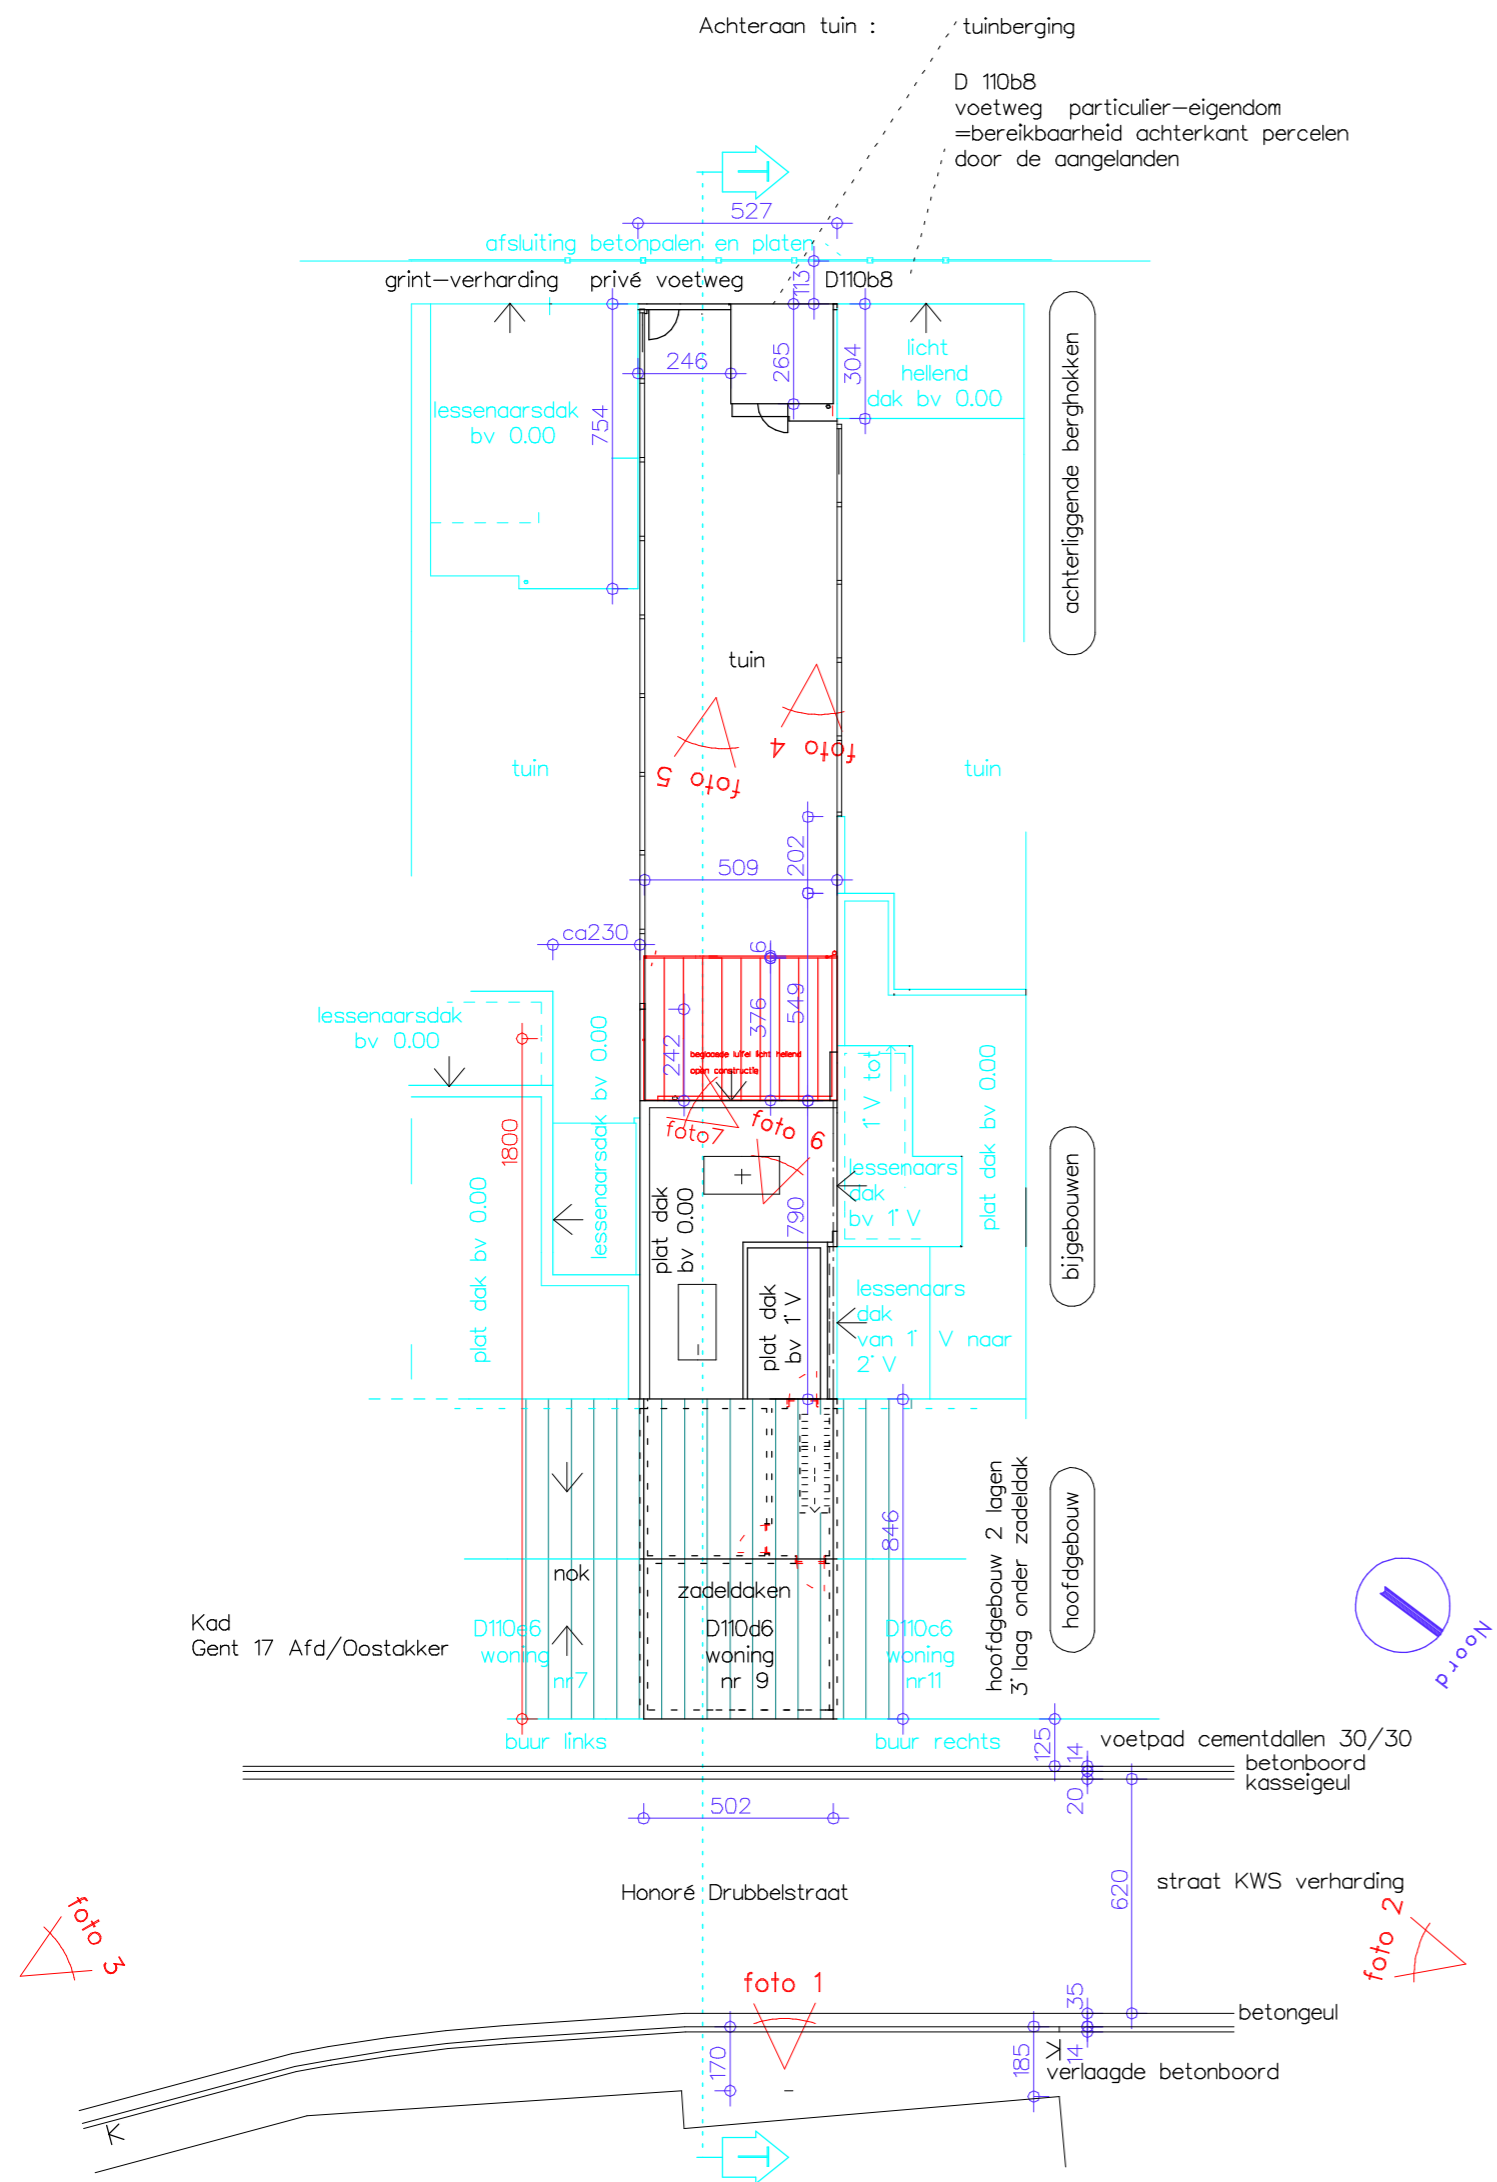 Achteraan tuin :
tuinberging
D 110b8
voetweg particulier-eigendom
=bereikbaarheid achterkant percelen
door de aangelanden
527
afsluiting betonpalen en platen
grint-verharding privé voetweg
113
D110b8
246
265
304
754
lessenaarsdak
bv 0.00
licht
hellend
dak bv 0.00
achterliggende berghokken
tuin
foto 4
foto 5
tuin
tuin
202
509
ca230
6
376
549
242
beglaasde luifel licht hellend
open constructie
lessenaarsdak
bv 0.00
lessenaarsdak bv 0.00
1800
foto7
foto 6
1°V tot
plat dak bv 0.00
lessenaars
dak
bv 1°V
plat dak
bv 0.00
790
bijgebouwen
plat dak bv 0.00
plat dak
bv 1°V
lessenaars
dak
van 1° V naar
2°V
846
hoofdgebouw 2 lagen
3°laag onder zadeldak
hoofdgebouw
nok
zadeldaken
Kad
Gent 17 Afd/Oostakker
D110e6
woning
nr7
D110d6
woning
nr 9
D110c6
woning
nr11
Noord
buur links
buur rechts
125
14
20
voetpad cementdallen 30/30
betonboord
kasseigeul
502
Honoré Drubbelstraat
620
straat KWS verharding
foto 3
foto 2
foto 1
35
betongeul
170
185
14
K
verlaagde betonboord
K